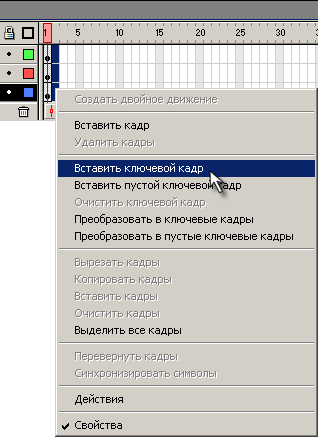 1 5 10 15 20 25 30
Создать двойное движение
Вставить кадр
Удалить кадры
Вставить ключевой кадр
Вставить пустой ключевой кадр
Очистить ключевой кадр
Преобразовать в ключевые кадры
Преобразовать в пустые ключевые кадры
Вырезать кадры
Копировать кадры
Вставить кадры
Очистить кадры
Выделить все кадры
Перевернуть кадры
Синхронизировать символы
Действия
Свойства